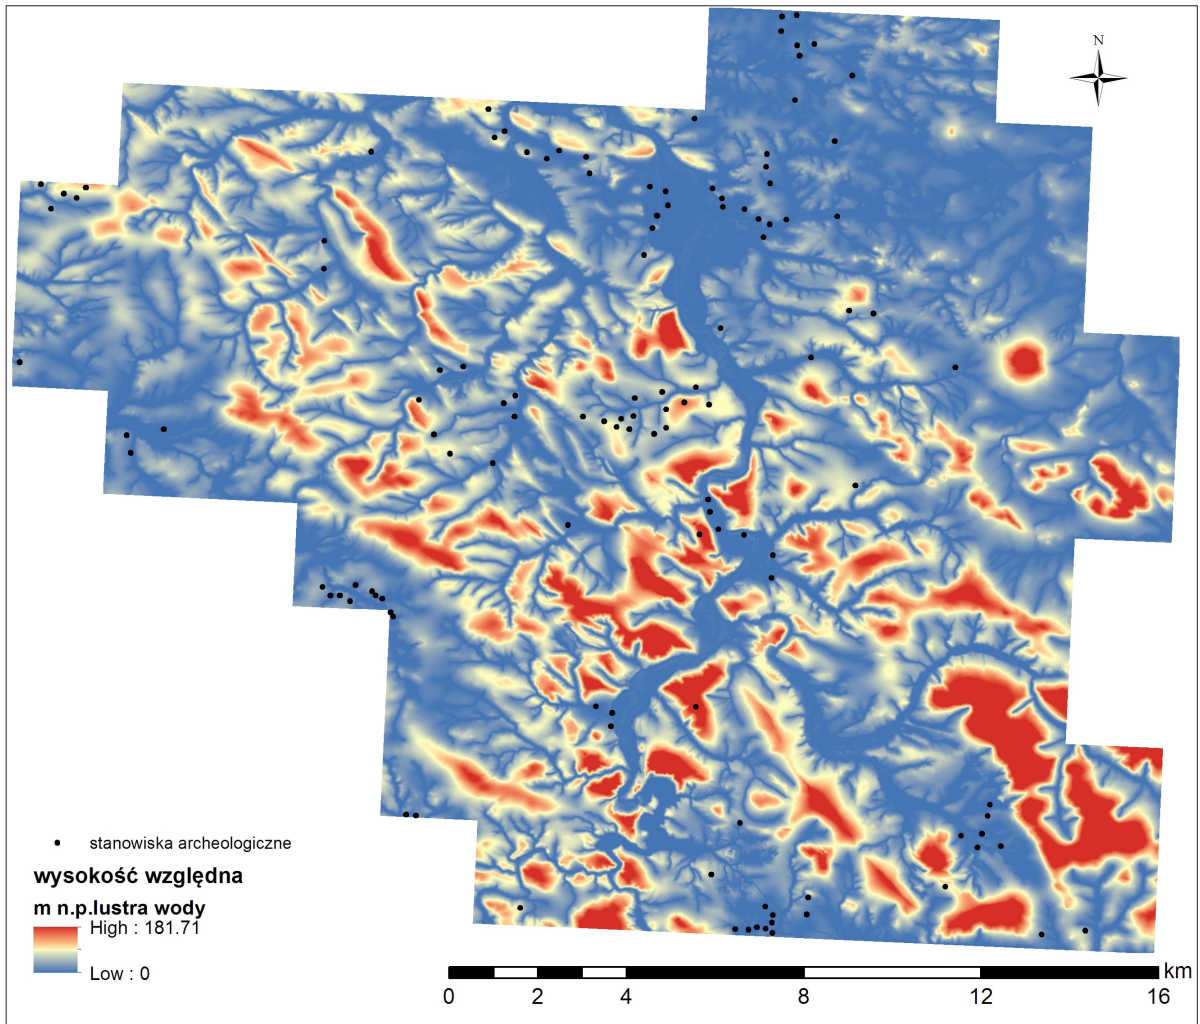 N
stanowiska archeologiczne
wysokość względna
m n.p.lustra wody
High : 181.71
Low : 0
km
0 2 4 8 12 16